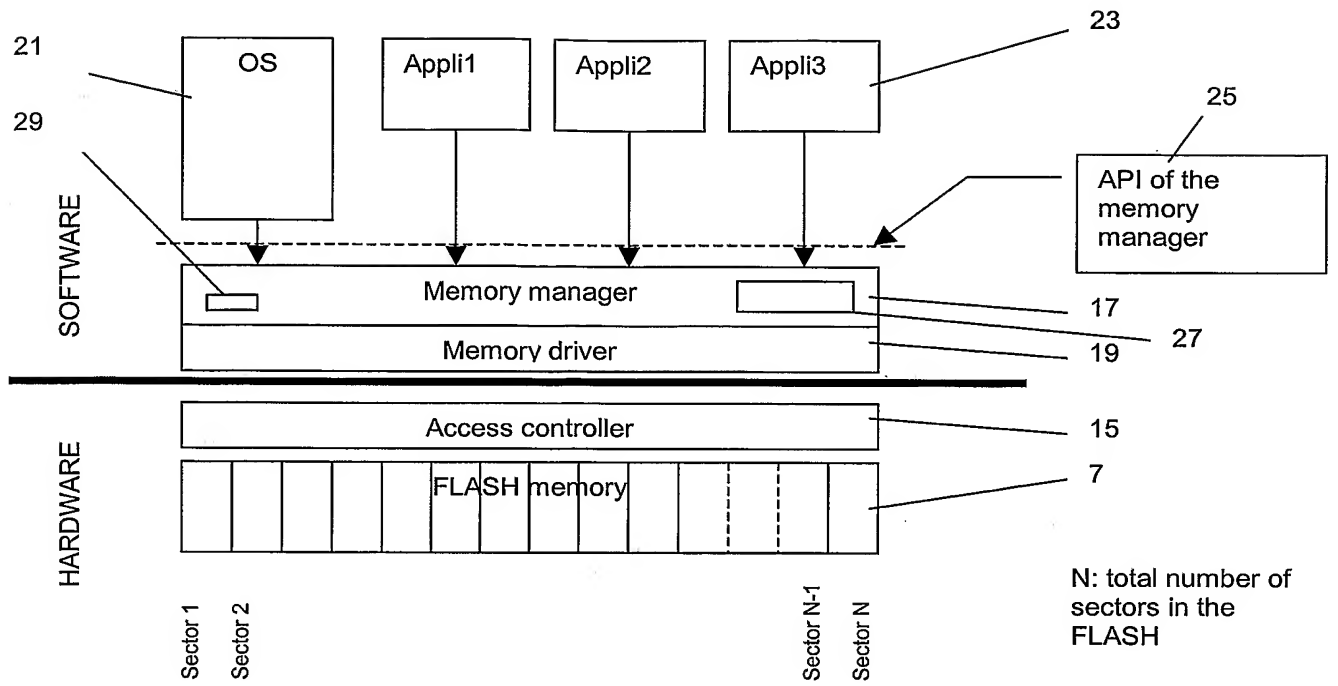 21
23
OS
Appli1
Appli2
Appli3
25
29
API of the
memory
manager
SOFTWARE
Memory manager
17
27
Memory driver
19
HARDWARE
Access controller
15
FLASH memory
7
N: total number of
sectors in the
FLASH
Sector 1
Sector 2
Sector N-1
Sector N